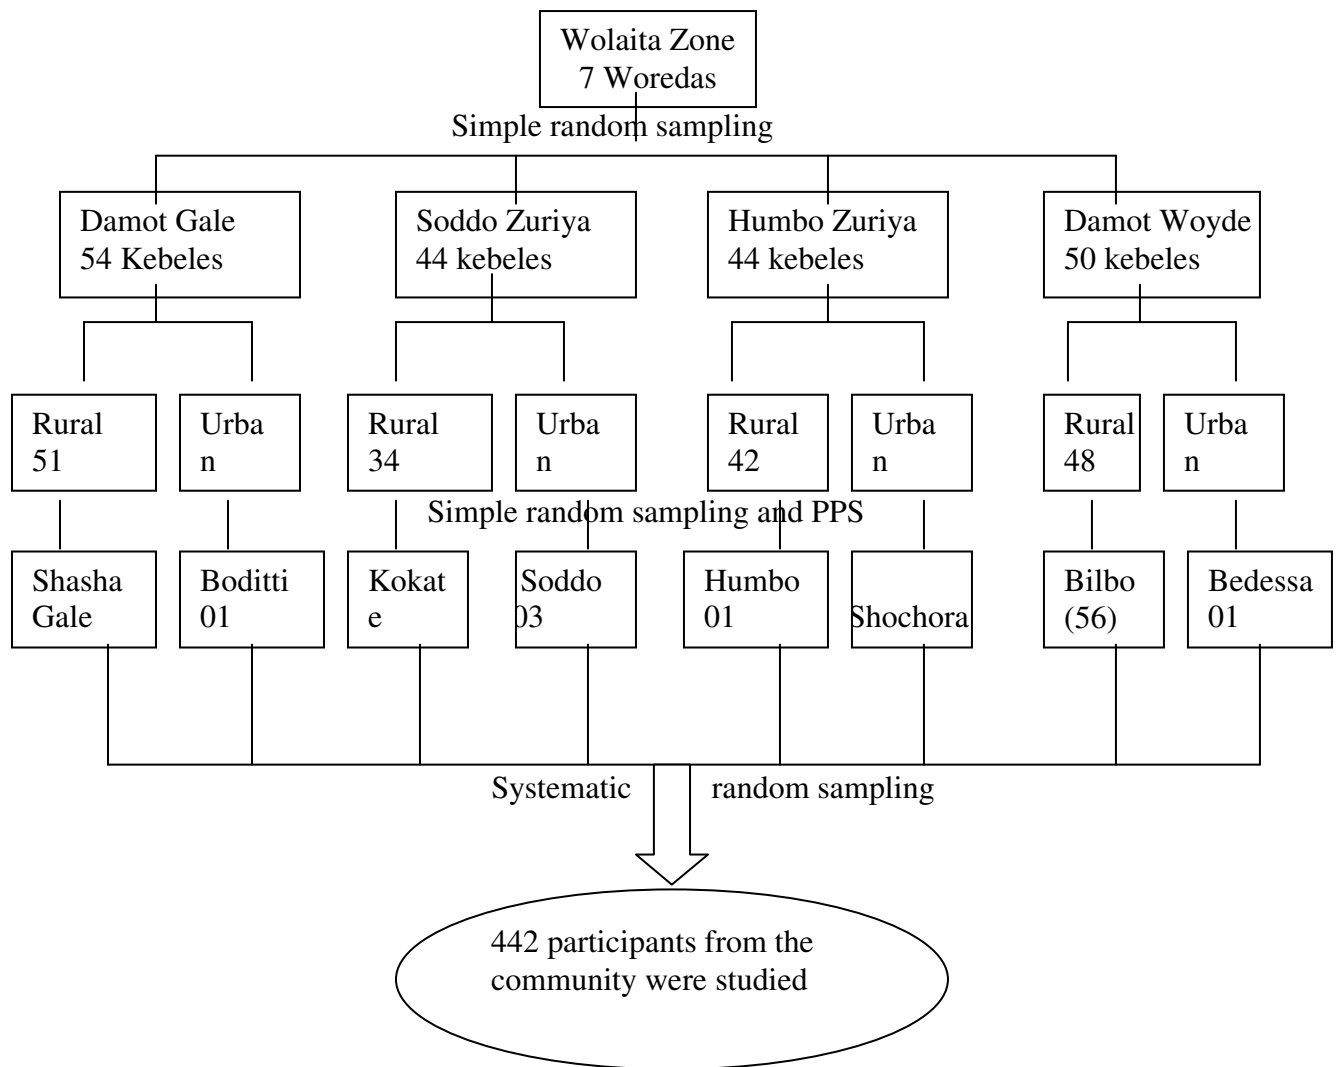 Wolaita Zone
7 Woredas
Simple random sampling
Damot Gale
54 Kebeles
Soddo Zuriya
44 kebeles
Humbo Zuriya
44 kebeles
Damot Woyde
50 kebeles
Rural
51
Urba
n
Rural
34
Urba
n
Rural
42
Urba
n
Rural
48
Urba
n
Simple random sampling and PPS
Shasha
Gale
Boditti
01
Kokat
e
Soddo
03
Humbo
01
Shochora
Bilbo
(56)
Bedessa
01
Systematic random sampling
442 participants from the
community were studied